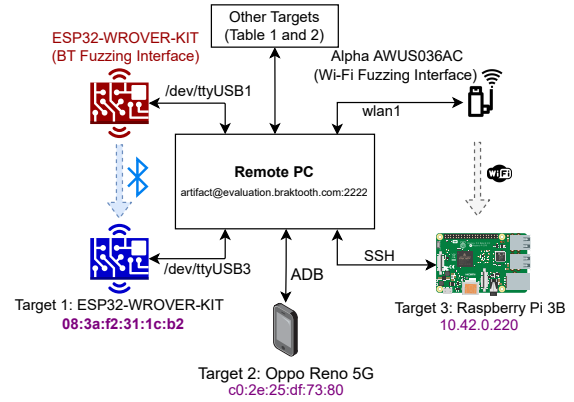 Other Targets
(Table 1 and 2)
ESP32-WROVER-KIT
(BT Fuzzing Interface)
Alpha AWUS036AC
(Wi-Fi Fuzzing Interface)
/dev/ttyUSB1
wlan1
Remote PC
artifact@evaluation.braktooth.com:2222
WiFi
/dev/ttyUSB3
ADB
SSH
Target 1: ESP32-WROVER-KIT
08:3a:f2:31:1c:b2
Target 3: Raspberry Pi 3B
10.42.0.220
Target 2: Oppo Reno 5G
c0:2e:25:df:73:80